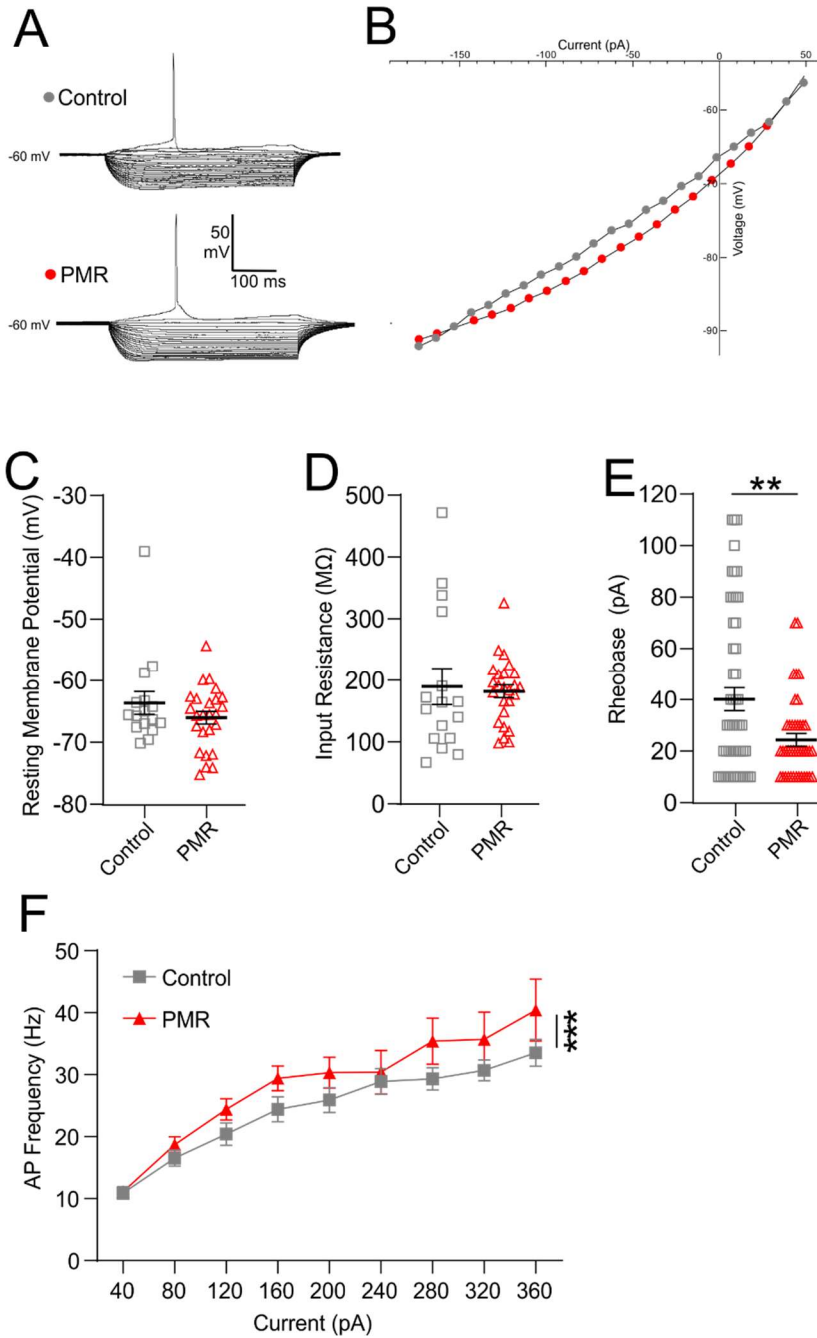 A
Control
-60 mV
50
mV
100 ms
PMR
-60 mV
B
Current (pA)
-150 -100 -50 0 50
-60
-70
-80
-90
Voltage (mV)
C
Resting Membrane Potential (mV)
-30
-40
-50
-60
-70
-80
Control PMR
D
Input Resistance (MΩ)
500
400
300
200
100
0
Control PMR
E
**
Rheobase (pA)
120
100
80
60
40
20
0
Control PMR
F
Control
PMR
AP Frequency (Hz)
50
40
30
20
10
0
***
40 80 120 160 200 240 280 320 360
Current (pA)